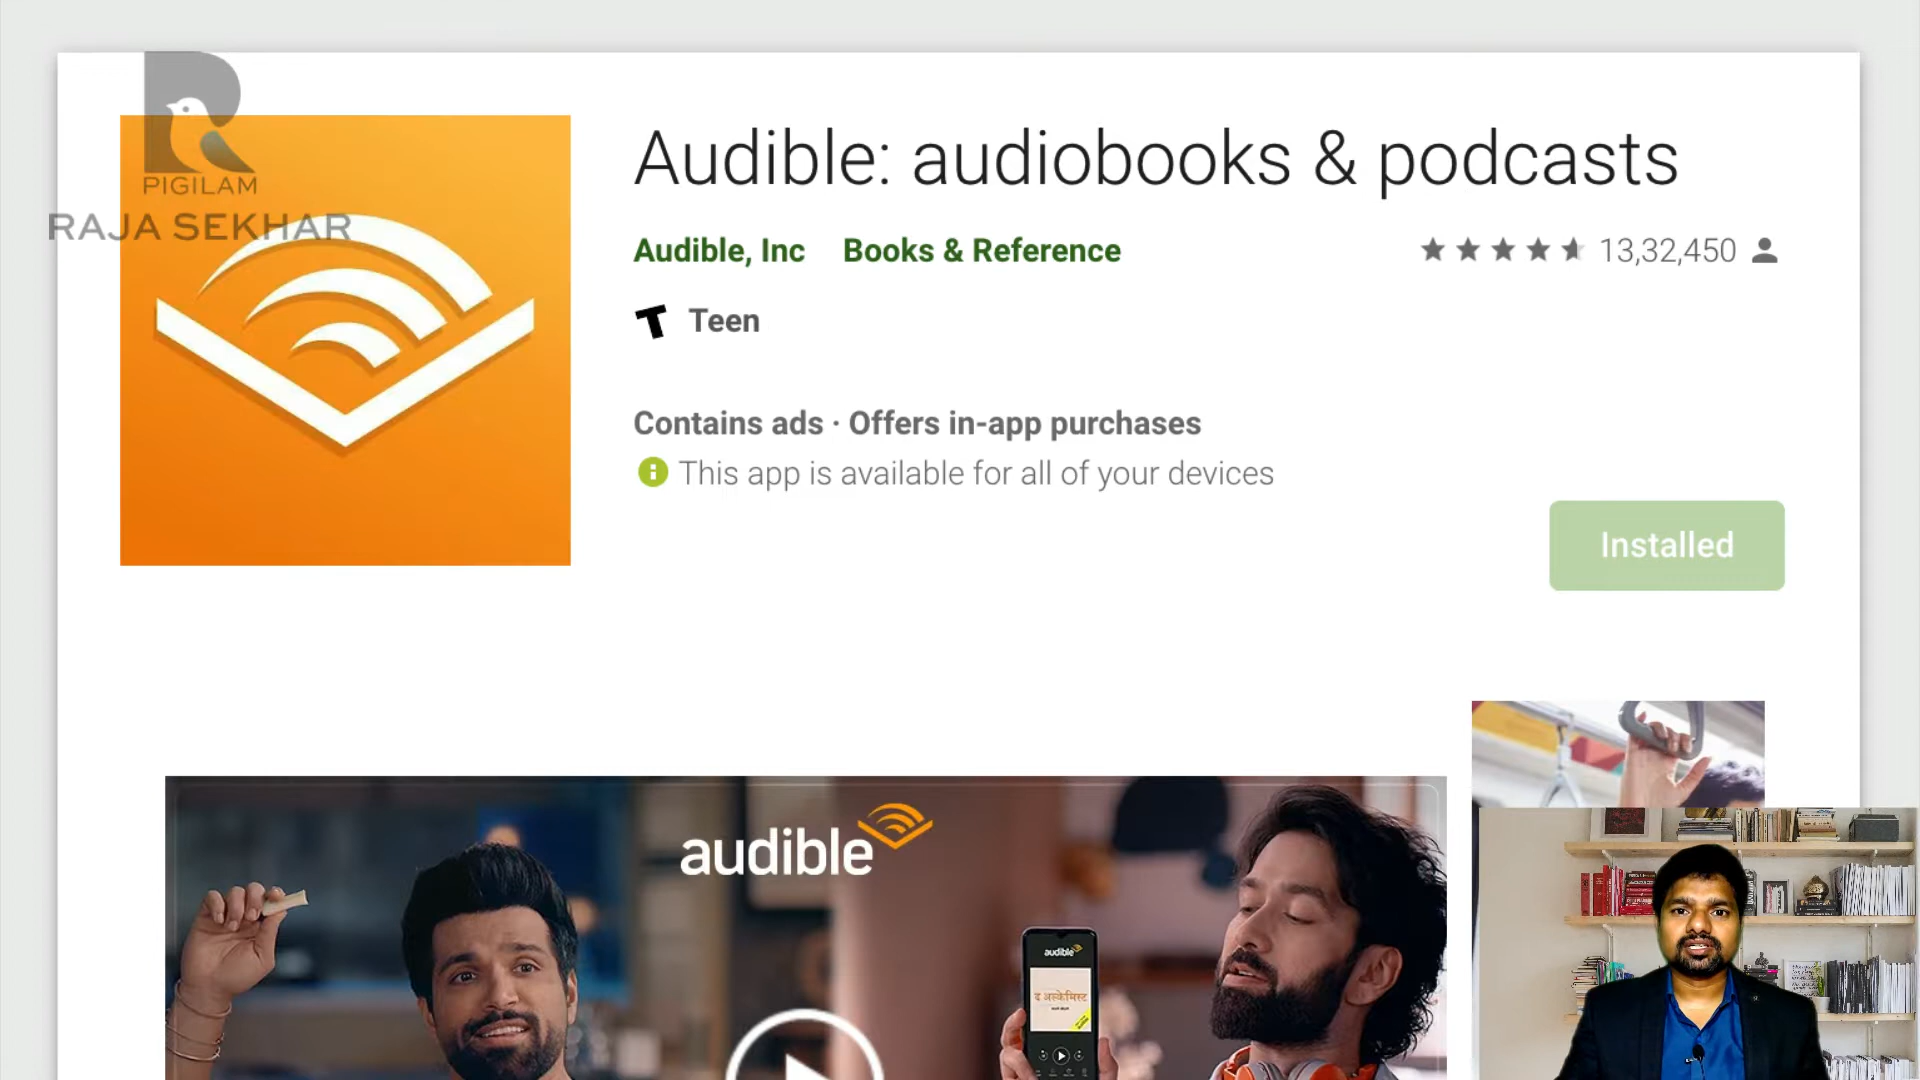 PIGILAM
RAJA SEKHAR
Audible: audiobooks & podcasts
Audible, Inc Books & Reference 13,32,450
Teen
Contains ads · Offers in-app purchases
This app is available for all of your devices
Installed
audible
audible
द अल्केमिस्ट